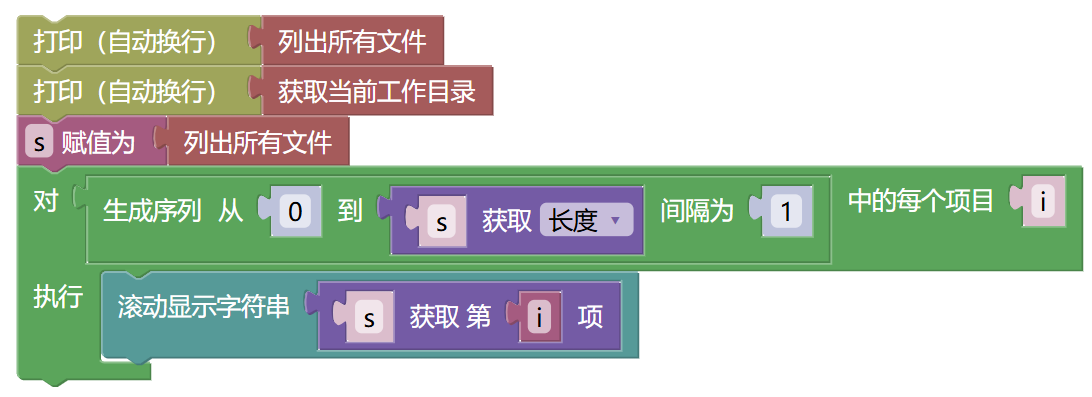 打印（自动换行） 列出所有文件
打印（自动换行） 获取当前工作目录
s 赋值为 列出所有文件
对 生成序列 从 0 到 s 获取 长度 间隔为 1 中的每个项目 i
执行 滚动显示字符串 s 获取 第 i 项